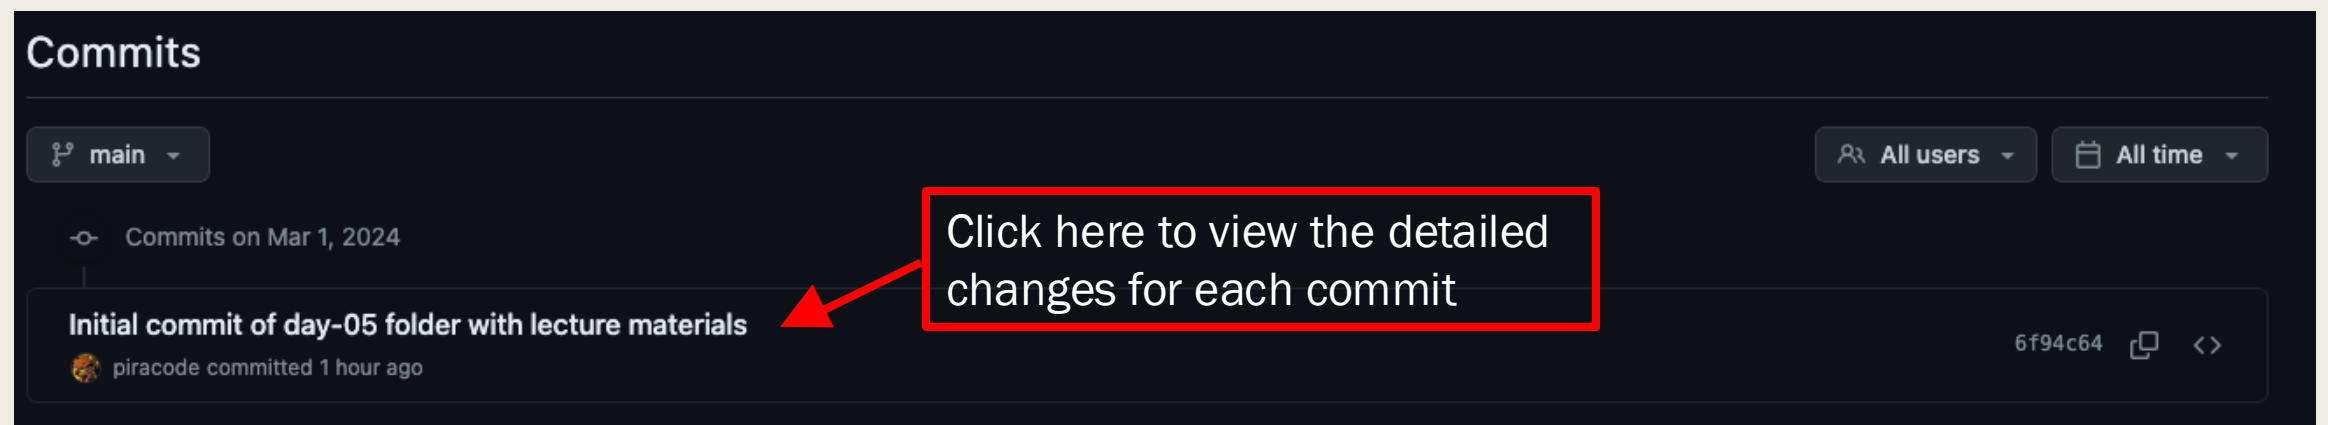 Commits
main
All users
All time
Commits on Mar 1, 2024
Click here to view the detailed
changes for each commit
Initial commit of day-05 folder with lecture materials
piracode committed 1 hour ago
6f94c64